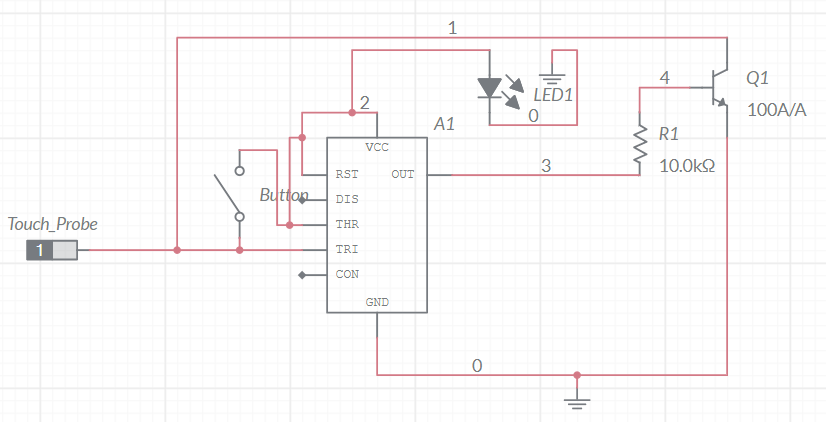 1
2
LED1
0
A1
4
Q1
100A/A
R1
10.0kΩ
VCC
RST
OUT
3
Button
DIS
THR
Touch_Probe
1
TRI
CON
GND
0